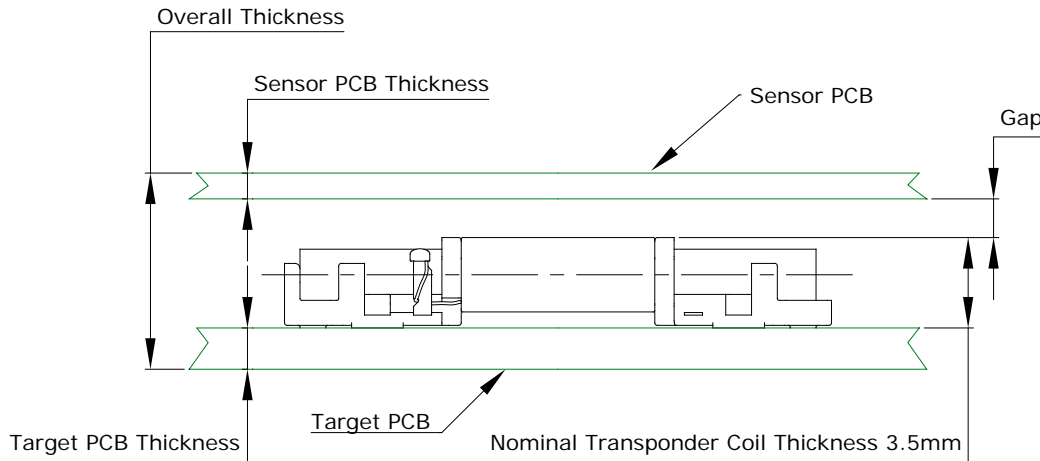 Overall Thickness
Sensor PCB Thickness
Sensor PCB
Gap
Target PCB
Target PCB Thickness
Nominal Transponder Coil Thickness 3.5mm